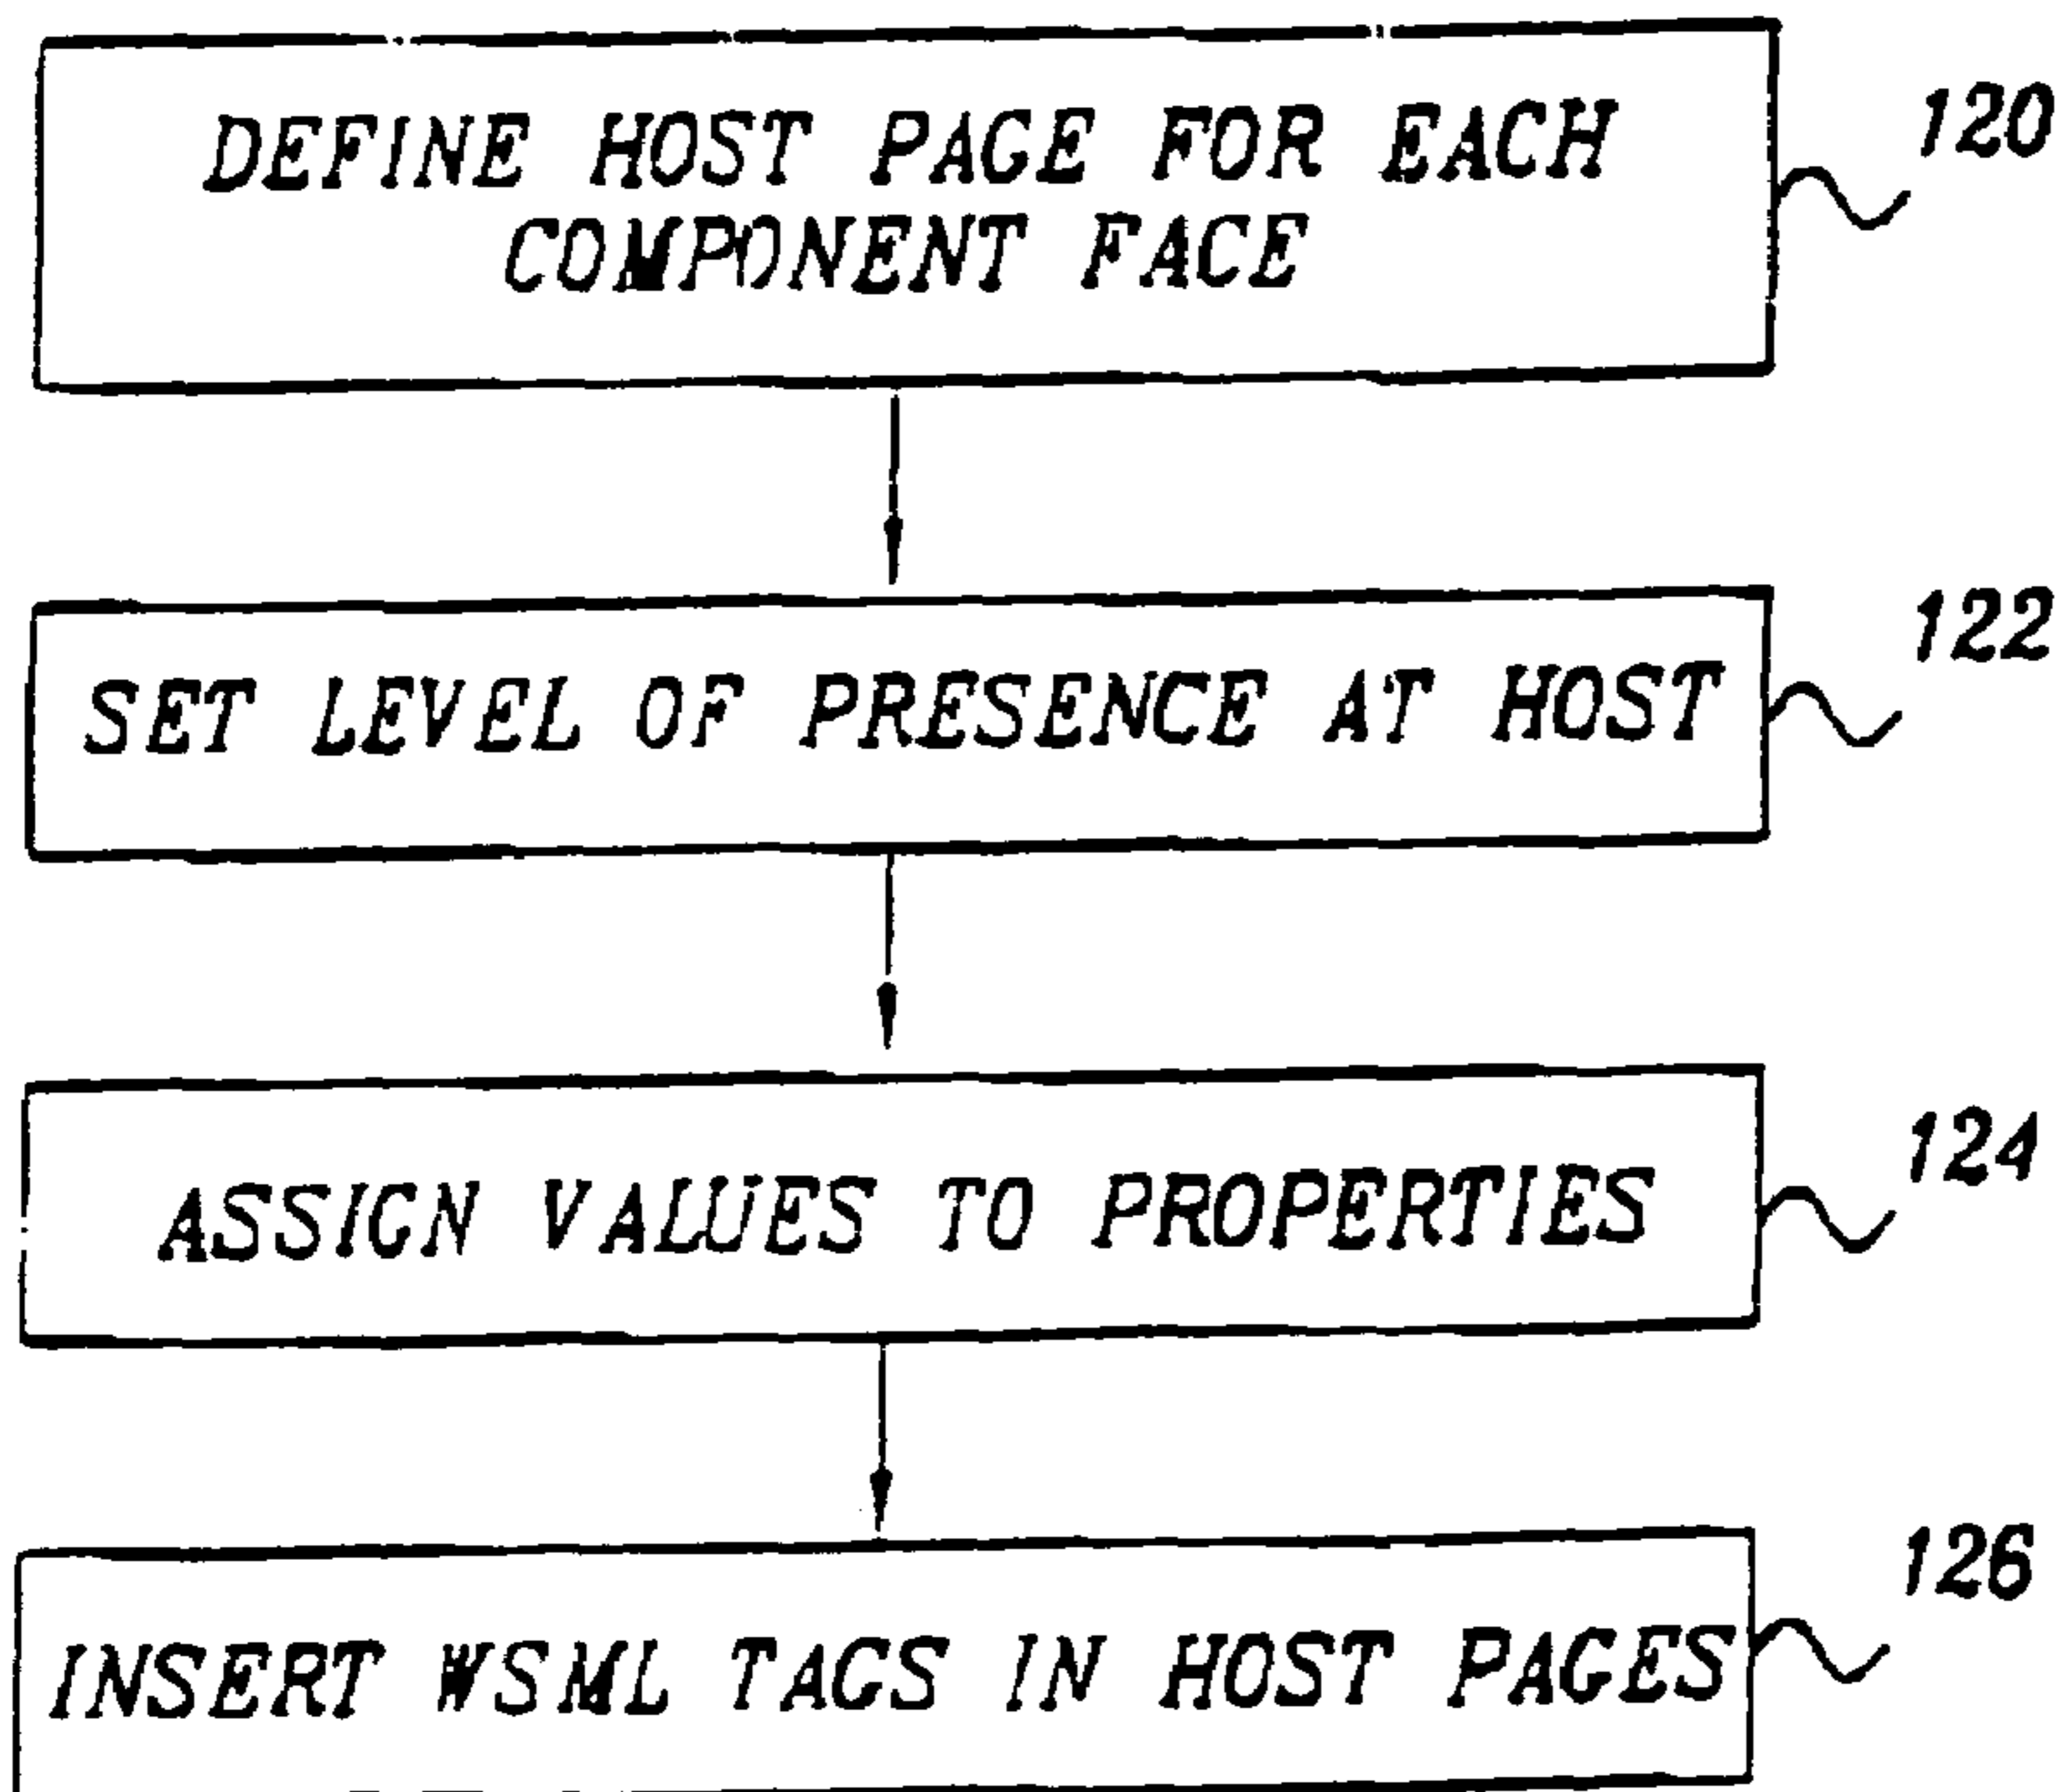 DEFINE HOST PAGE FOR EACH
COMPONENT FACE
120
SET LEVEL OF PRESENCE AT HOST
122
ASSIGN VALUES TO PROPERTIES
124
INSERT WSML TAGS IN HOST PAGES
126